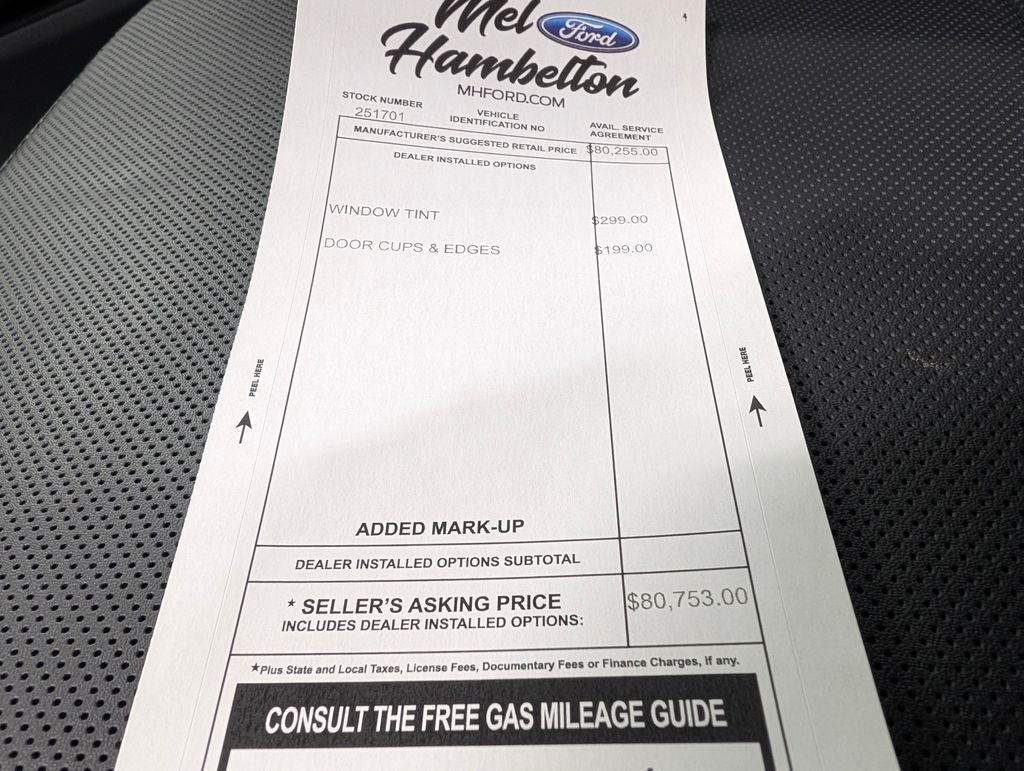 Mel Ford
Hambelton
MHFORD.COM
STOCK NUMBER
251701
VEHICLE
IDENTIFICATION NO
AVAIL. SERVICE
AGREEMENT
MANUFACTURER'S SUGGESTED RETAIL PRICE $80,255.00
DEALER INSTALLED OPTIONS
WINDOW TINT $299.00
DOOR CUPS & EDGES $199.00
PEEL HERE
PEEL HERE
ADDED MARK-UP
DEALER INSTALLED OPTIONS SUBTOTAL
* SELLER'S ASKING PRICE $80,753.00
INCLUDES DEALER INSTALLED OPTIONS:
★Plus State and Local Taxes, License Fees, Documentary Fees or Finance Charges, if any.
CONSULT THE FREE GAS MILEAGE GUIDE